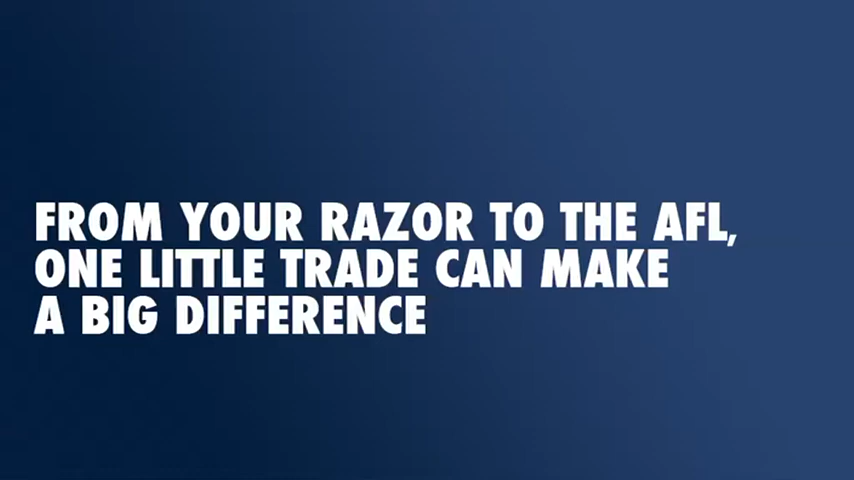 FROM YOUR RAZOR TO THE AFL,
ONE LITTLE TRADE CAN MAKE
A BIG DIFFERENCE